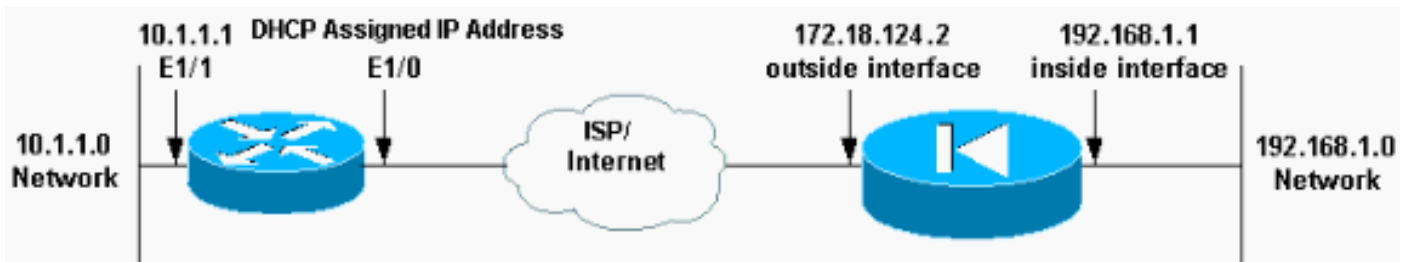 10.1.1.1
E1/1
DHCP Assigned IP Address
E1/0
172.18.124.2
outside interface
192.168.1.1
inside interface
10.1.1.0
Network
ISP/
Internet
192.168.1.0
Network